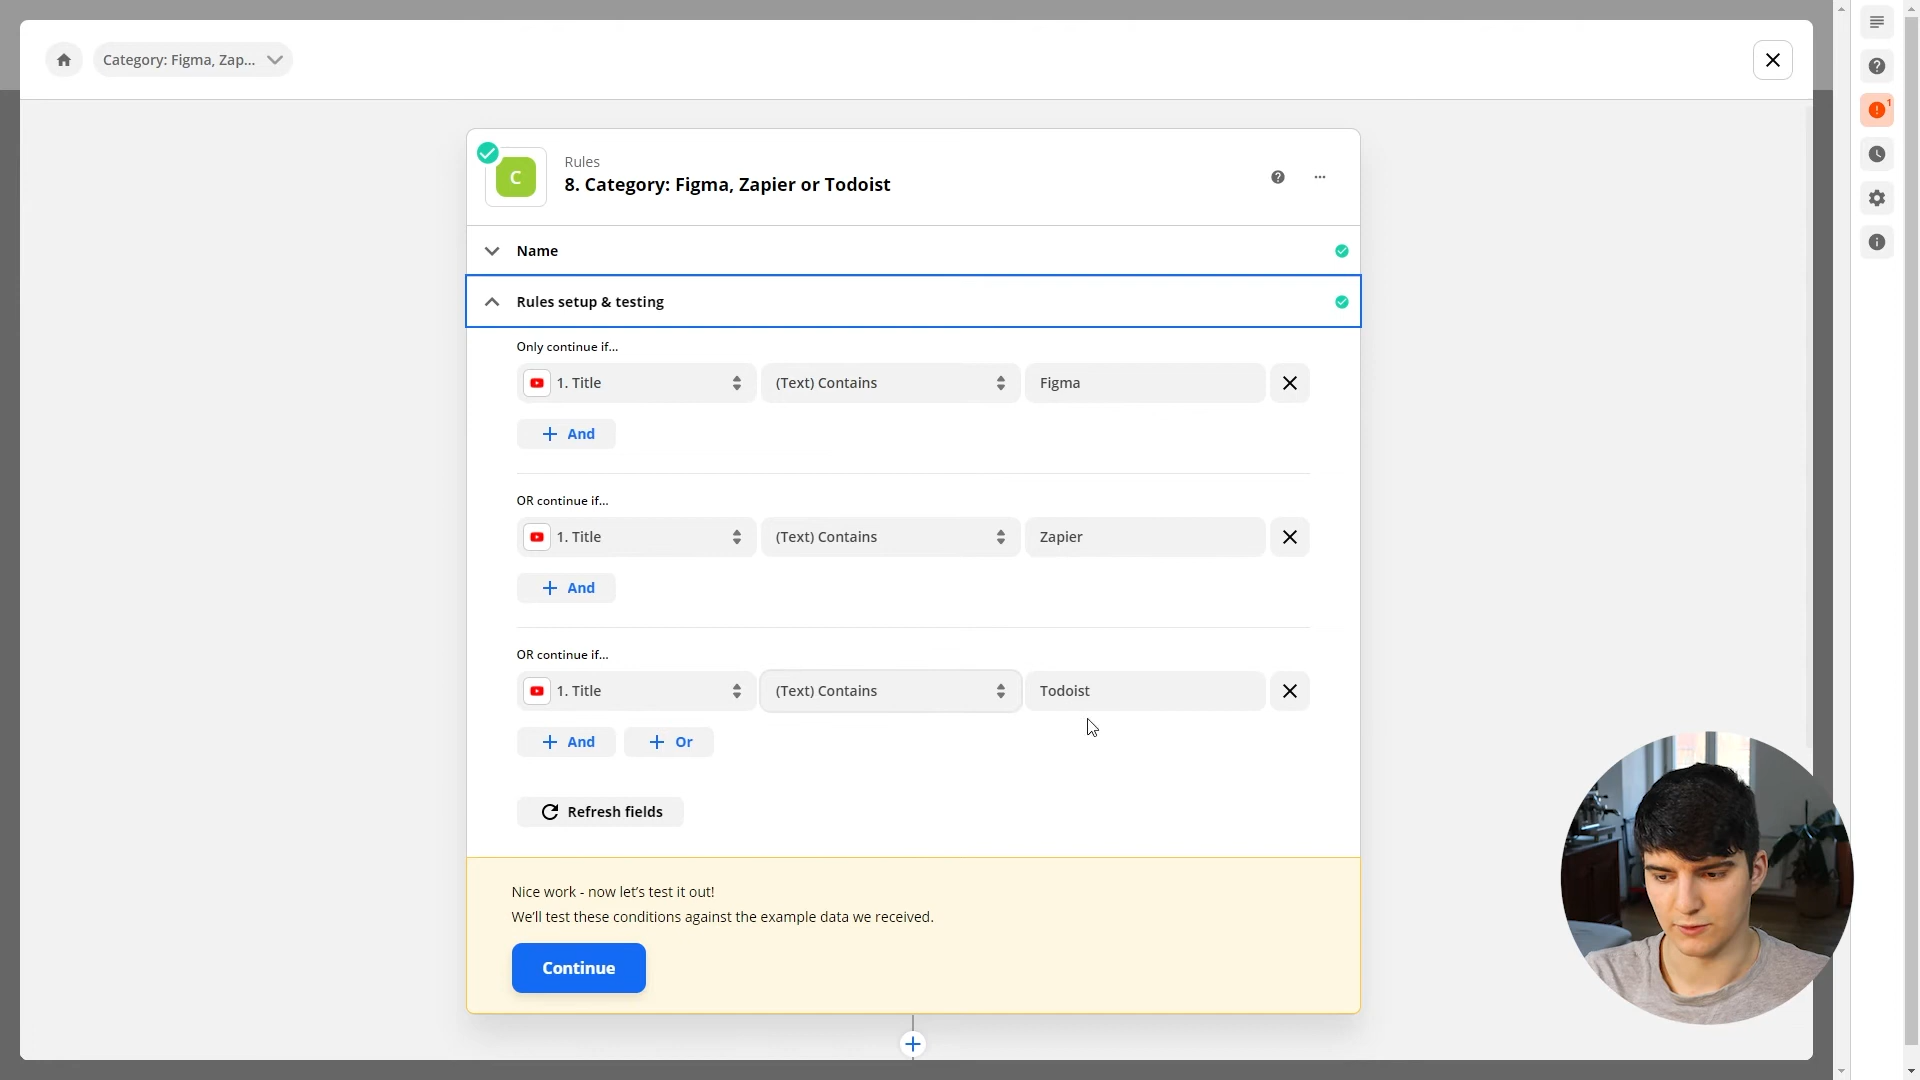 Category: Figma, Zap...
Rules
C
8. Category: Figma, Zapier or Todoist
1
Name
Rules setup & testing
Only continue if...
1. Title
(Text) Contains
Figma
And
OR continue if...
1. Title
(Text) Contains
Zapier
And
OR continue if...
1. Title
(Text) Contains
Todoist
And
Or
Refresh fields
Nice work - now let's test it out!
We'll test these conditions against the example data we received.
Continue